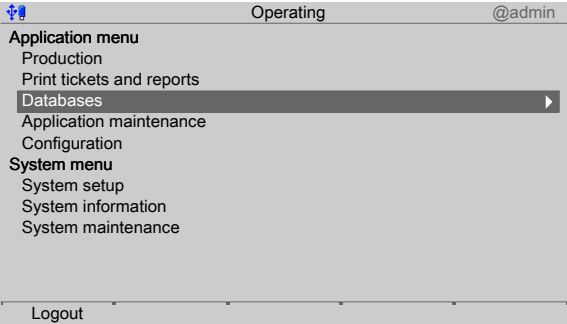 Operating @admin
Application menu
Production
Print tickets and reports
Databases
Application maintenance
Configuration
System menu
System setup
System information
System maintenance
Logout